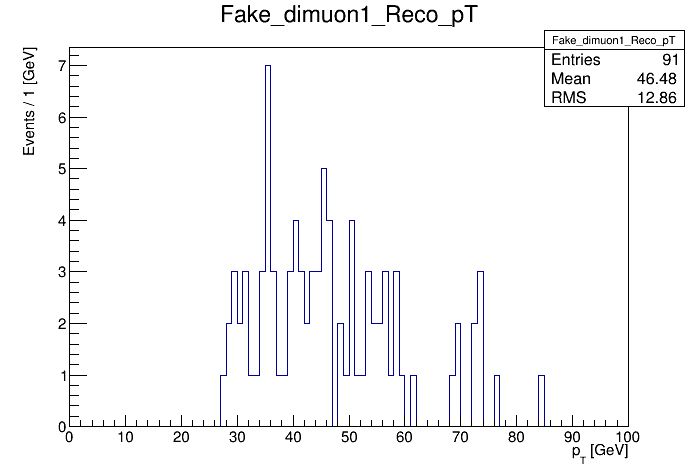 Fake_dimuon1_Reco_pT
Fake_dimuon1_Reco_pT
Entries 91
Mean 46.48
RMS 12.86
Events / 1 [GeV]
7
6
5
4
3
2
1
0
0 10 20 30 40 50 60 70 80 90 100
p_T [GeV]